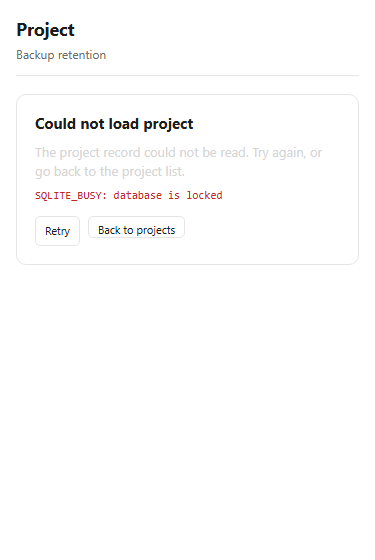 Project
Backup retention
Could not load project
The project record could not be read. Try again, or
go back to the project list.
SQLITE_BUSY: database is locked
Retry
Back to projects